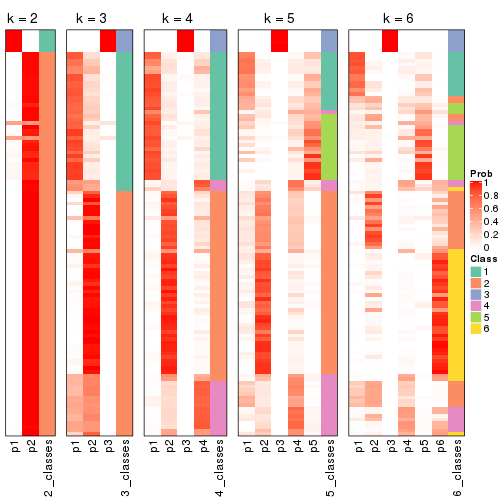 k = 2
k = 3
k = 4
k = 5
k = 6
p1
p2
2_classes
p1
p2
p3
3_classes
p1
p2
p3
p4
4_classes
p1
p2
p3
p4
p5
5_classes
p1
p2
p3
p4
p5
p6
6_classes
Prob
1
0.8
0.6
0.4
0.2
0
Class
1
2
3
4
5
6